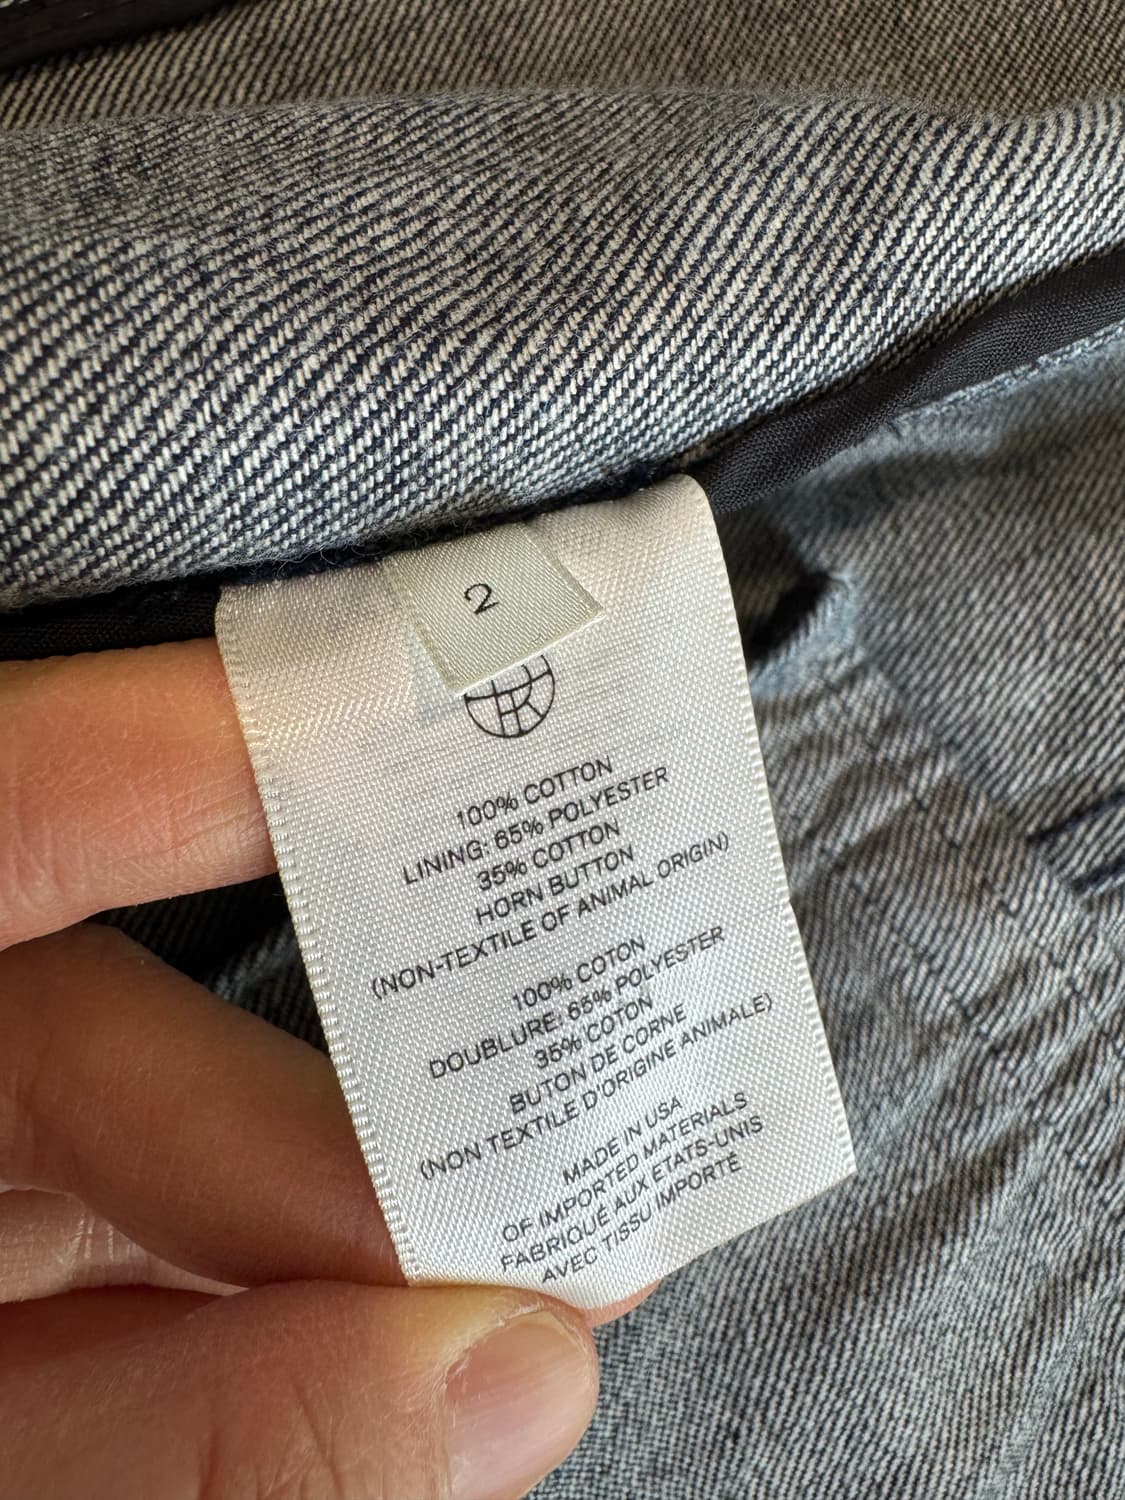 2
100% COTTON
LINING: 65% POLYESTER
35% COTTON
HORN BUTTON
(NON-TEXTILE OF ANIMAL ORIGIN)
100% COTON
DOUBLURE: 65% POLYESTER
35% COTON
BUTON DE CORNE
(NON TEXTILE D'ORIGINE ANIMALE)
MADE IN USA
OF IMPORTED MATERIALS
FABRIQUÉ AUX ETATS-UNIS
AVEC TISSU IMPORTÉ